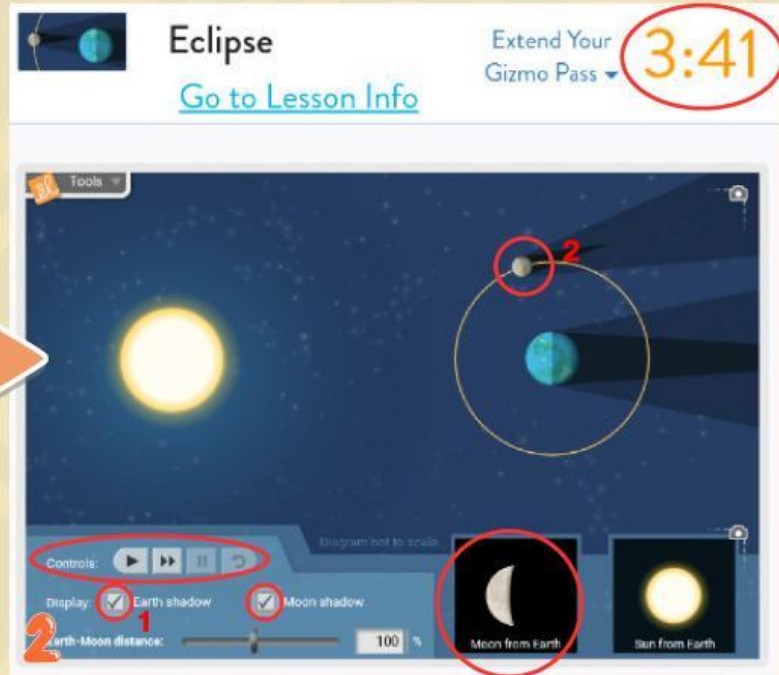 Eclipse
Go to Lesson Info
Extend Your
Gizmo Pass
3:41
Tools
2
Diagram not to scale
Controls:
Display: Earth shadow Moon shadow
1
2
Earth-Moon distance: 100 %
Moon from Earth
Sun from Earth